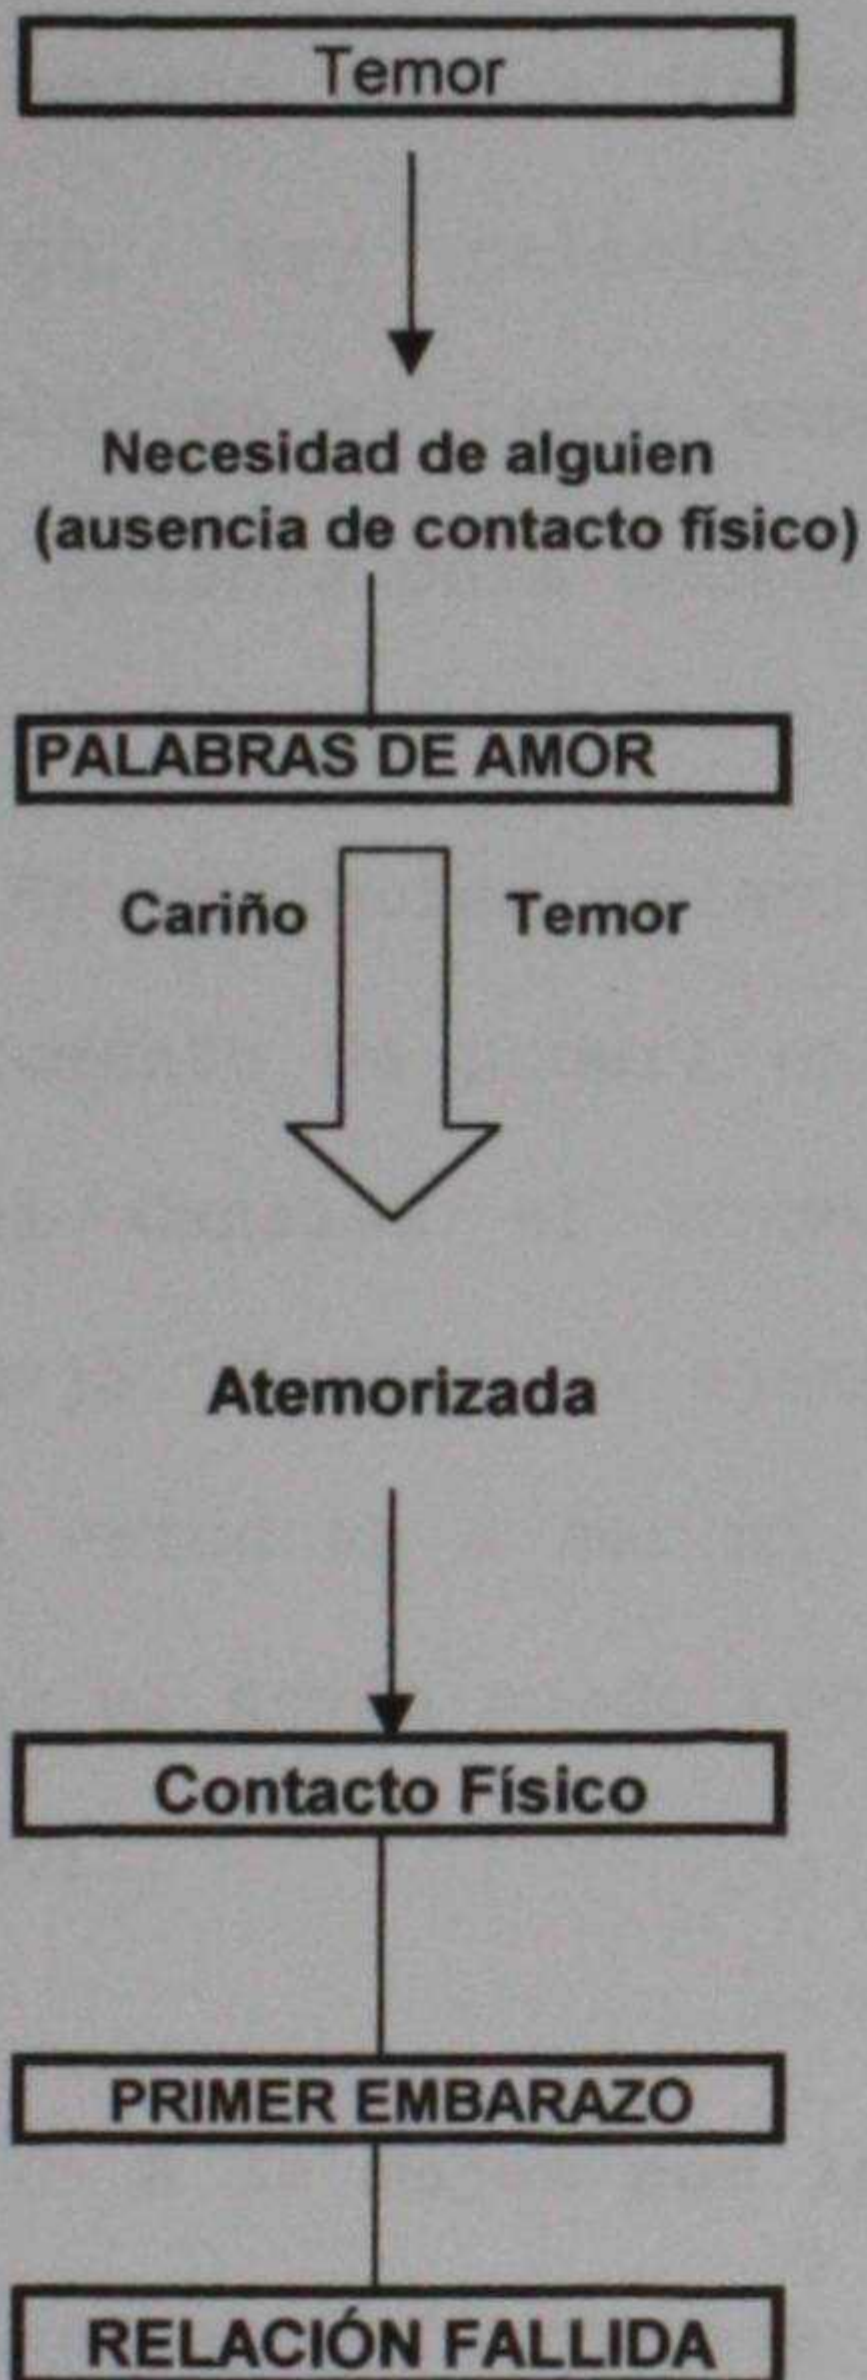 Temor
Necesidad de alguien
(ausencia de contacto físico)
PALABRAS DE AMOR
Cariño Temor
Atemorizada
Contacto Físico
PRIMER EMBARAZO
RELACIÓN FALLIDA